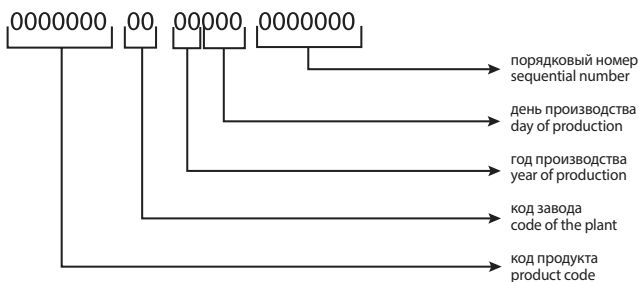 0000000 00 00000 0000000
порядковый номер
sequential number
день производства
day of production
год производства
year of production
код завода
code of the plant
код продукта
product code